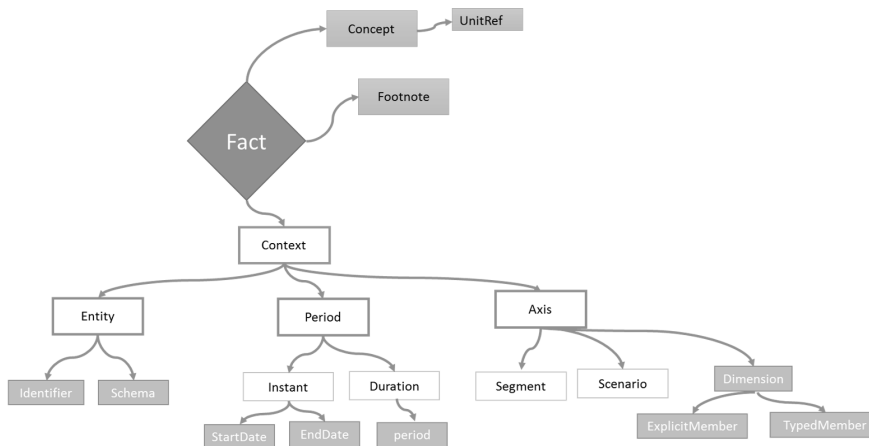 Concept
UnitRef
Footnote
Fact
Context
Entity
Period
Axis
Identifier
Schema
Instant
Duration
Segment
Scenario
Dimension
StartDate
EndDate
period
ExplicitMember
TypedMember